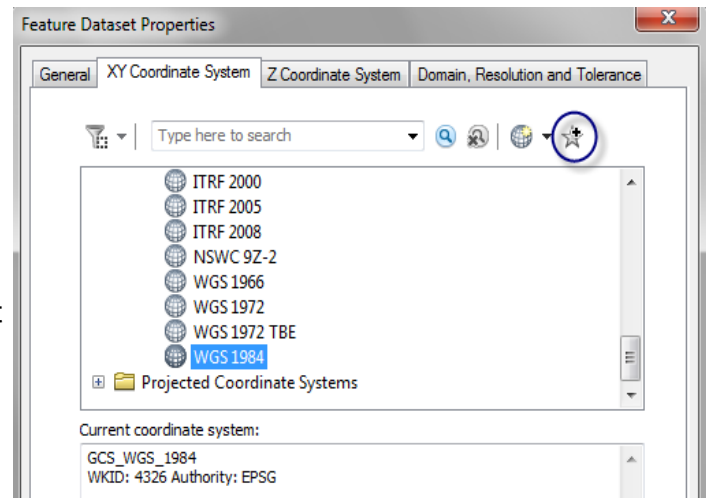 Feature Dataset Properties
General XY Coordinate System Z Coordinate System Domain, Resolution and Tolerance
Type here to search
ITRF 2000
ITRF 2005
ITRF 2008
NSWC 9Z-2
WGS 1966
WGS 1972
WGS 1972 TBE
WGS 1984
Projected Coordinate Systems
Current coordinate system:
GCS_WGS_1984
WKID: 4326 Authority: EPSG